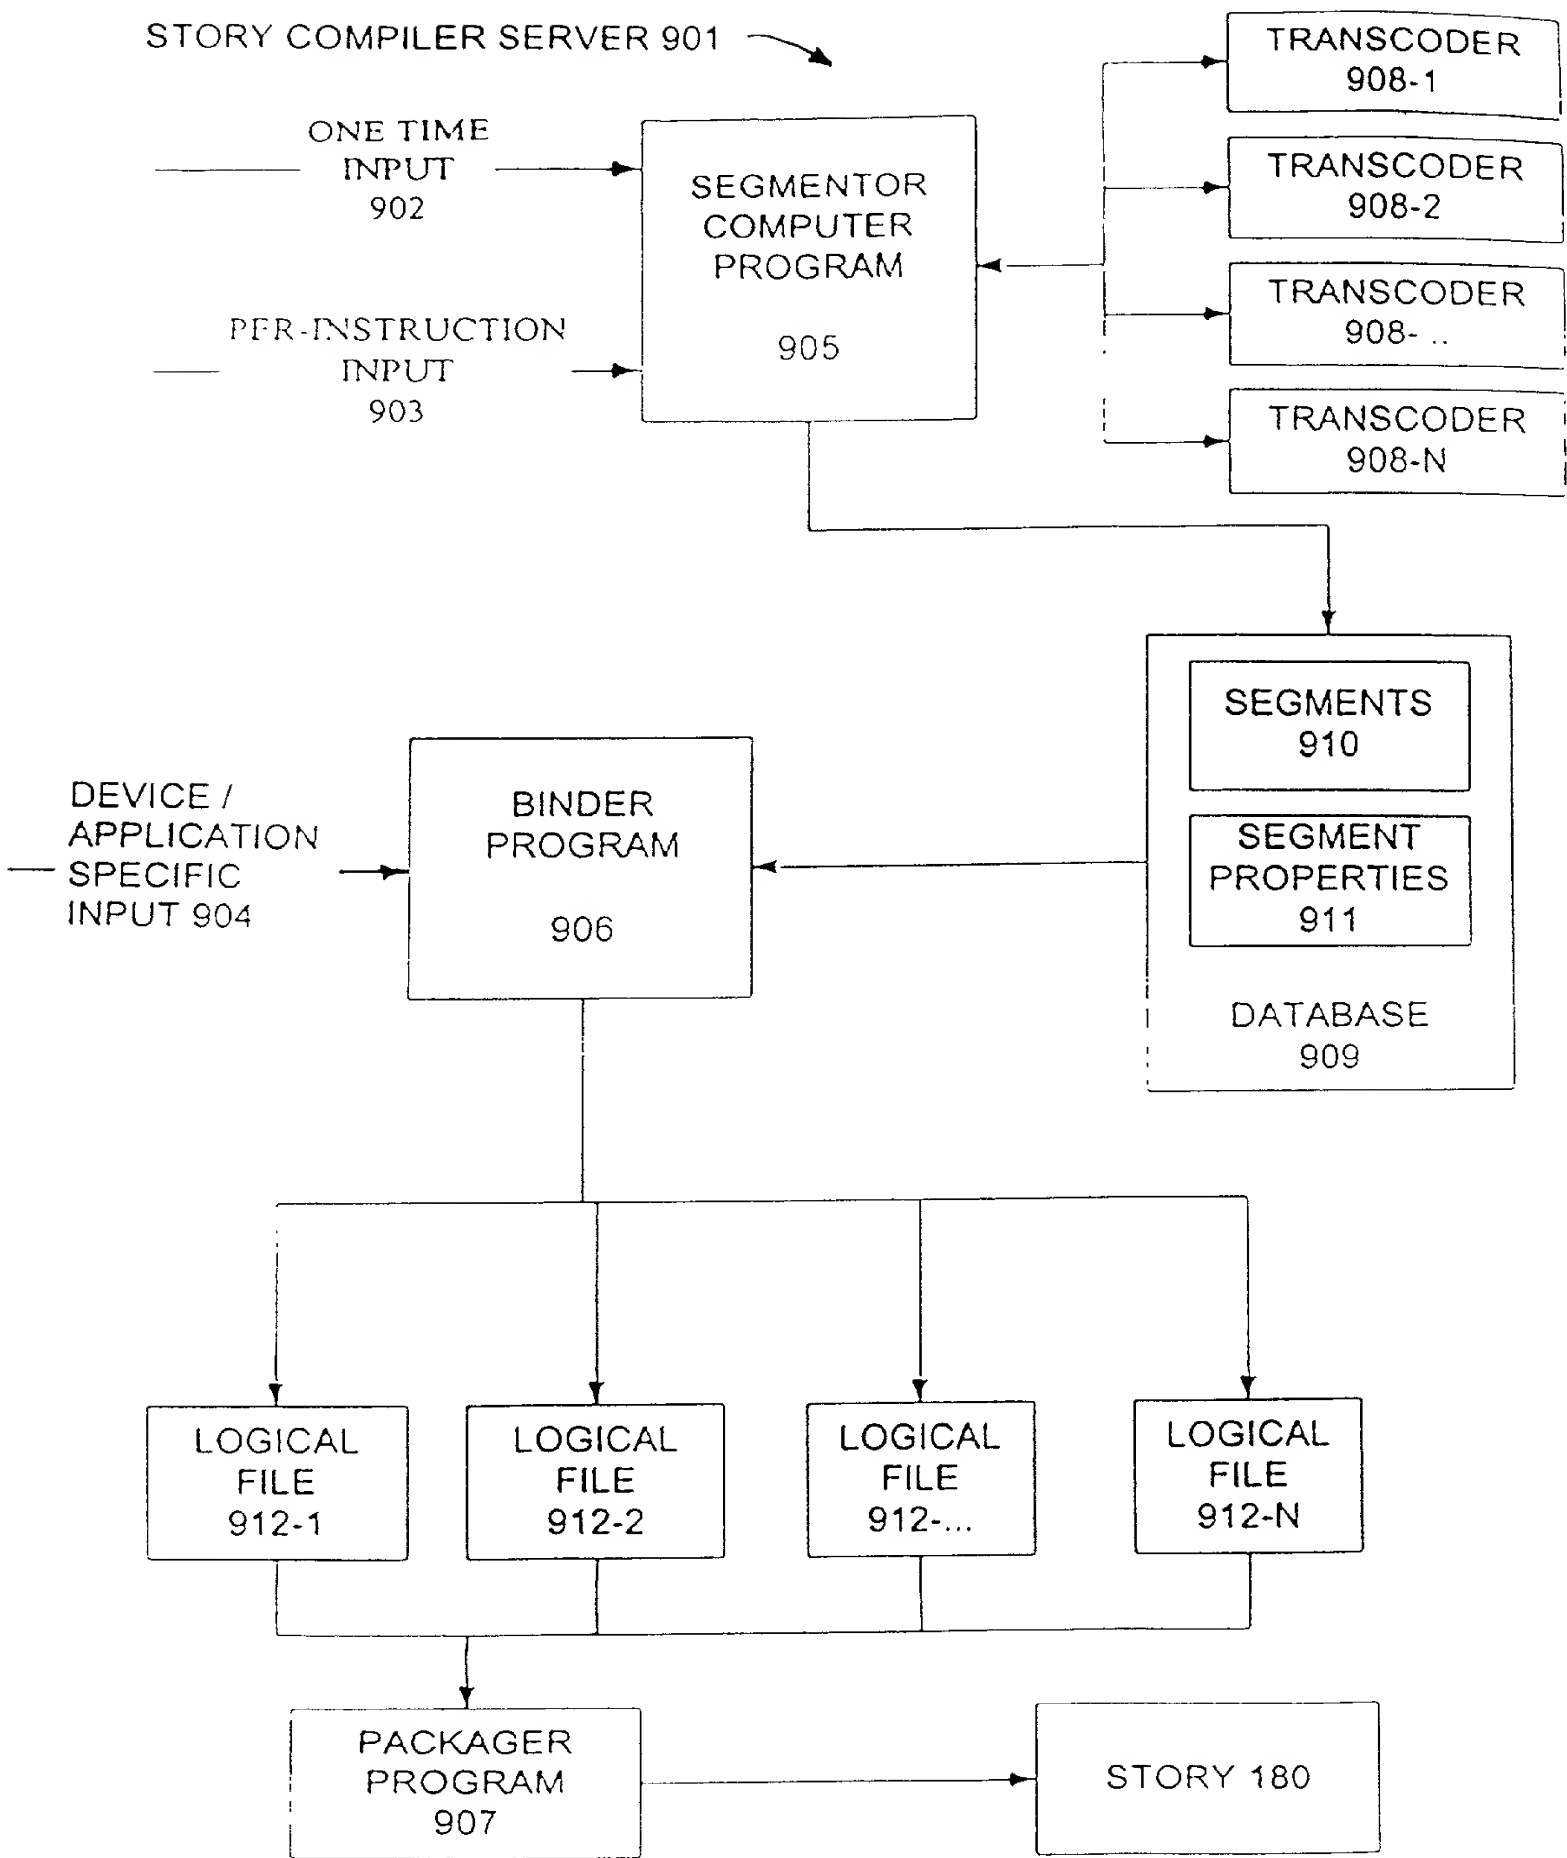 STORY COMPILER SERVER 901
TRANSCODER
908-1
ONE TIME
INPUT
902
SEGMENTOR
COMPUTER
PROGRAM
905
TRANSCODER
908-2
TRANSCODER
908- ..
PER-INSTRUCTION
INPUT
903
TRANSCODER
908-N
SEGMENTS
910
SEGMENT
PROPERTIES
911
DATABASE
909
DEVICE /
APPLICATION
SPECIFIC
INPUT 904
BINDER
PROGRAM
906
LOGICAL
FILE
912-1
LOGICAL
FILE
912-2
LOGICAL
FILE
912-...
LOGICAL
FILE
912-N
PACKAGER
PROGRAM
907
STORY 180